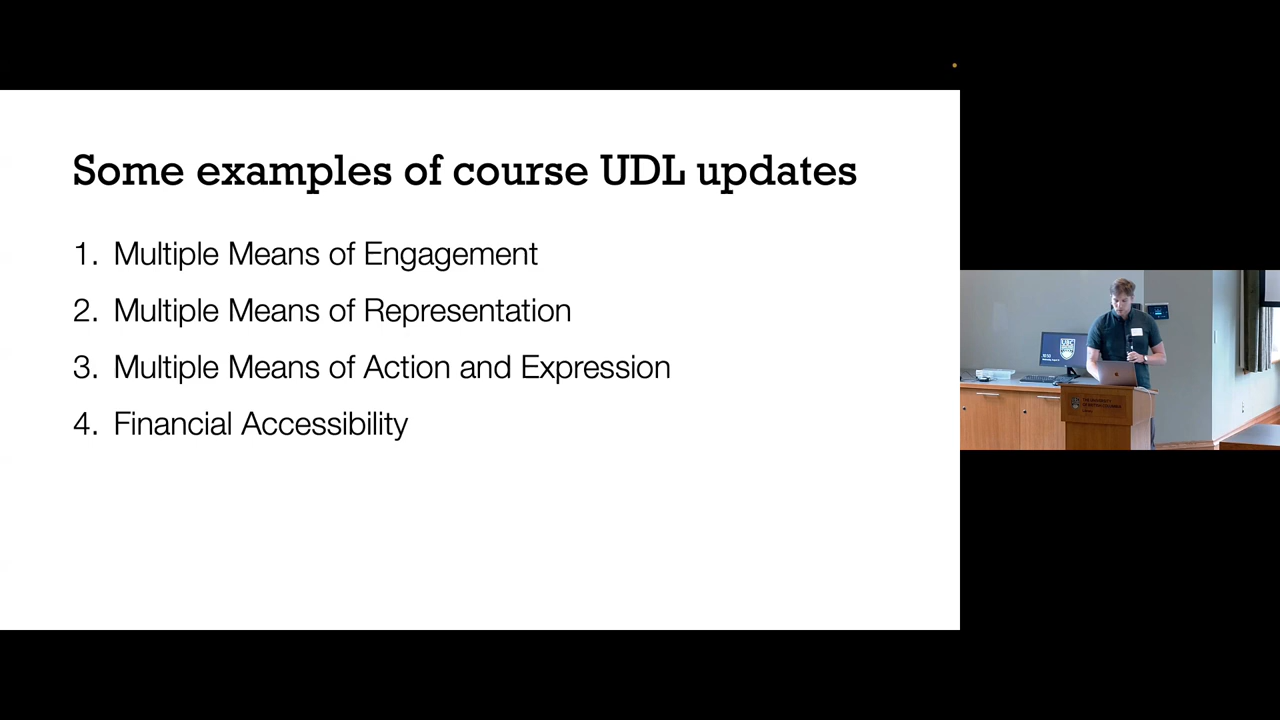 Some examples of course UDL updates
1. Multiple Means of Engagement
2. Multiple Means of Representation
3. Multiple Means of Action and Expression
4. Financial Accessibility
UBC